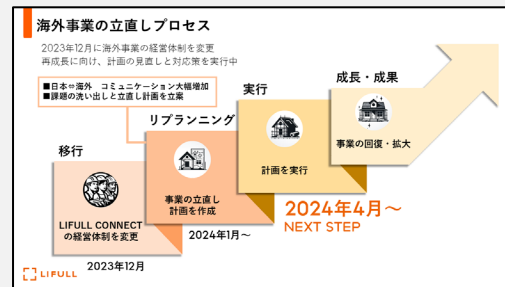 海外事業の立直しプロセス
2023年12月に海外事業の経営体制を変更
再成長に向け、計画の見直しと対応策を実行中
■日本⇔海外 コミュニケーション大幅増加
■課題の洗い出しと立直し計画を立案
移行
LIFULL CONNECT
の経営体制を変更
2023年12月
リプランニング
事業の立直し
計画を作成
2024年1月～
実行
計画を実行
成長・成果
事業の回復・拡大
2024年4月～
NEXT STEP
LIFULL